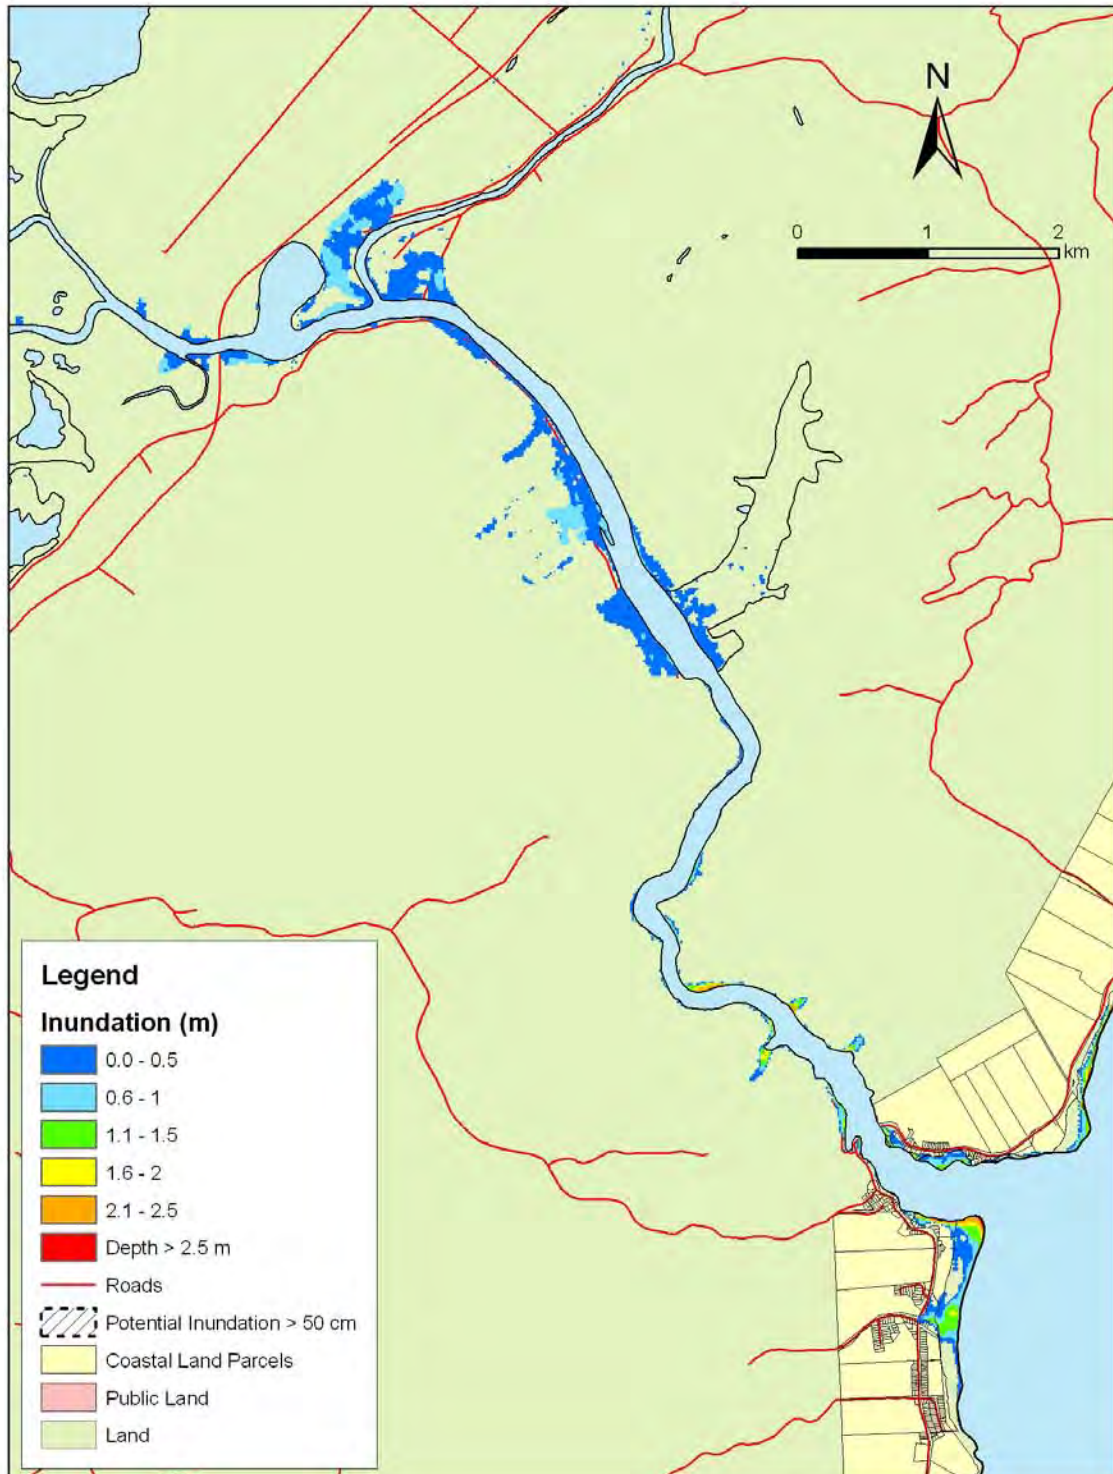 N
0 1 2
km
Legend
Inundation (m)
0.0 - 0.5
0.6 - 1
1.1 - 1.5
1.6 - 2
2.1 - 2.5
Depth > 2.5 m
Roads
Potential Inundation > 50 cm
Coastal Land Parcels
Public Land
Land